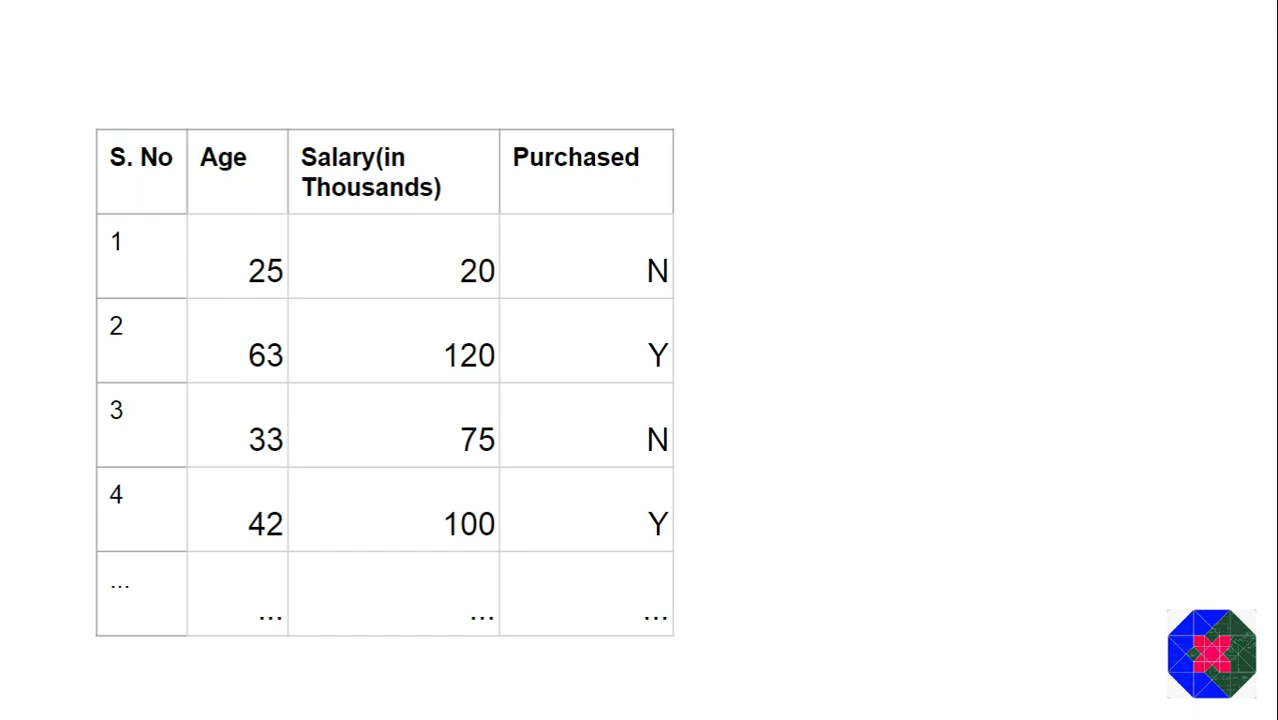 S. No Age Salary(in Thousands) Purchased
1 25 20 N
2 63 120 Y
3 33 75 N
4 42 100 Y
... ... ... ...